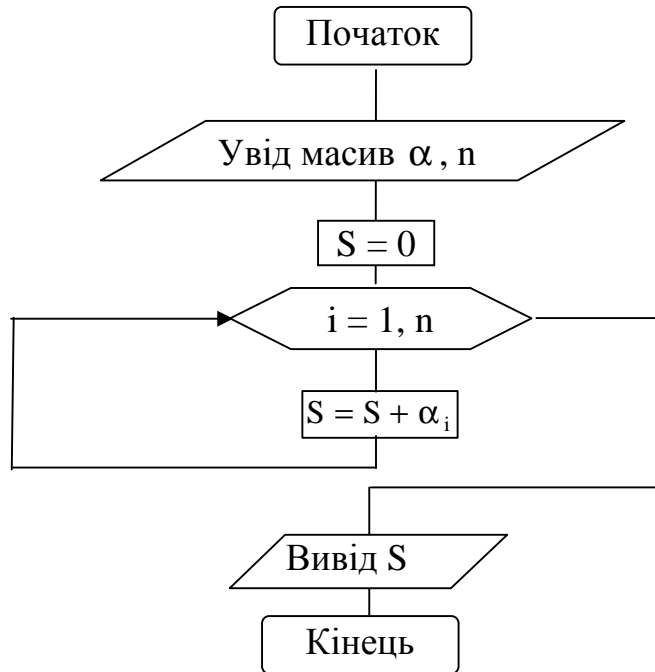 Початок
Увід масив α , n
S = 0
i = 1, n
S = S + αᵢ
Вивід S
Кінець